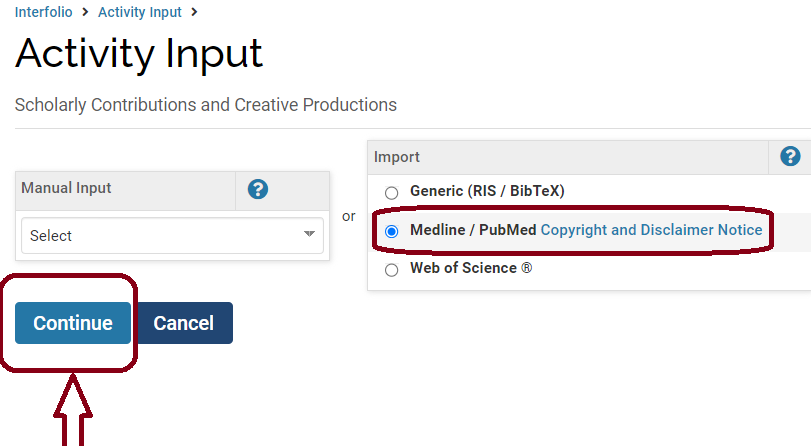 Interfolio > Activity Input >
Activity Input
Scholarly Contributions and Creative Productions
Manual Input ?
Select
or
Import ?
Generic (RIS / BibTeX)
Medline / PubMed Copyright and Disclaimer Notice
Web of Science ®
Continue Cancel